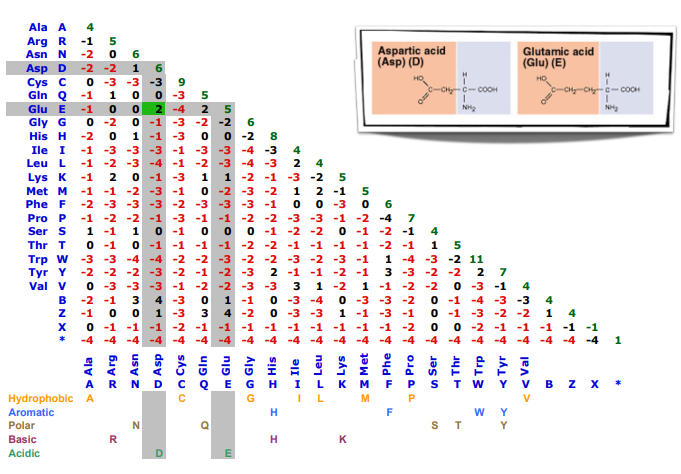 Ala A 4
Arg R -1 5
Asn N -2 0 6
Asp D -2 -2 1 6
Cys C 0 -3 -3 -3 9
Gln Q -1 1 0 0 -3 5
Glu E -1 0 0 2 -4 2 5
Gly G 0 -2 0 -1 -3 -2 -2 6
His H -2 0 1 -1 -3 0 0 -2 8
Ile I -1 -3 -3 -3 -1 -3 -3 -4 -3 4
Leu L -1 -2 -3 -4 -1 -2 -3 -4 -3 2 4
Lys K -1 2 0 -1 -3 1 1 -2 -1 -3 -2 5
Met M -1 -1 -2 -3 -1 0 -2 -3 -2 1 2 -1 5
Phe F -2 -3 -3 -3 -2 -3 -3 -3 -1 0 0 -3 0 6
Pro P -1 -2 -2 -1 -3 -1 -1 -2 -2 -3 -3 -1 -2 -4 7
Ser S 1 -1 1 0 -1 0 0 0 -1 -2 -2 0 -1 -2 -1 4
Thr T 0 -1 0 -1 -1 -1 -1 -2 -2 -1 -1 -1 -1 -2 -1 1 5
Trp W -3 -3 -4 -4 -2 -2 -3 -2 -2 -3 -2 -3 -1 1 -4 -3 -2 11
Tyr Y -2 -2 -2 -3 -2 -1 -2 -3 2 -1 -1 -2 -1 3 -3 -2 -2 2 7
Val V 0 -3 -3 -3 -1 -2 -2 -3 -3 3 1 -2 1 -1 -2 -2 0 -3 -1 4
B -2 -1 3 4 -3 0 1 -1 0 -3 -4 0 -3 -3 -2 0 -1 -4 -3 -3 4
Z -1 0 0 1 -3 3 4 -2 0 -3 -3 1 -1 -3 -1 0 -1 -3 -2 -2 1 4
X 0 -1 -1 -1 -2 -1 -1 -1 -1 -1 -1 -1 -1 -1 -2 0 0 -2 -1 -1 -1 -1 -1
* -4 -4 -4 -4 -4 -4 -4 -4 -4 -4 -4 -4 -4 -4 -4 -4 -4 -4 -4 -4 -4 -4 -4 1
Ala Arg Asn Asp Cys Gln Glu Gly His Ile Leu Lys Met Phe Pro Ser Thr Trp Tyr Val
A R N D C Q E G H I L K M F P S T W Y V B Z X *
Hydrophobic A C G I L M P V
Aromatic H F W Y
Polar N Q S T Y
Basic R H K
Acidic D E
Aspartic acid
(Asp) (D)
HO H
C—CH2—C—COOH
O NH2
Glutamic acid
(Glu) (E)
HO H
C—CH2—CH2—C—COOH
O NH2